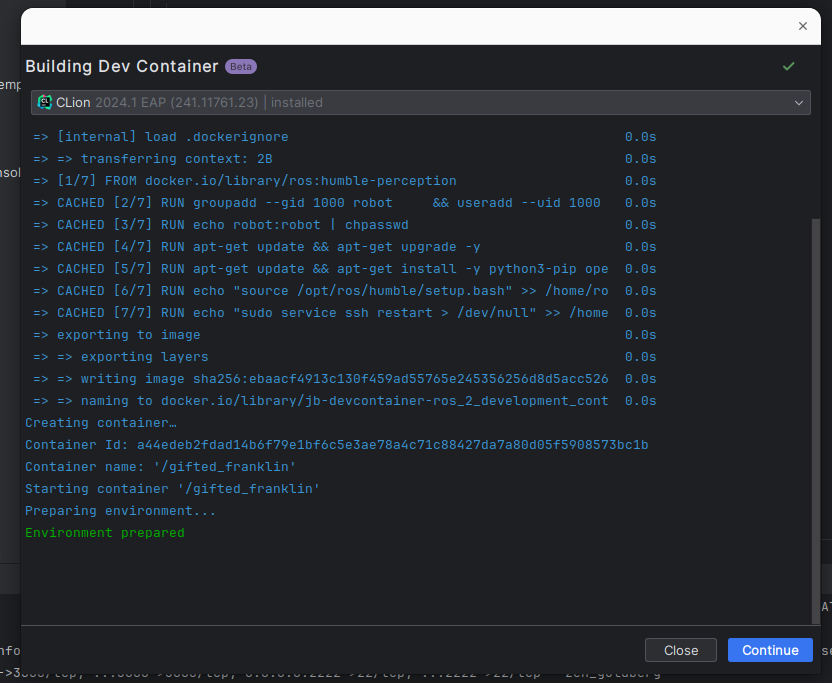 Building Dev Container Beta
CLion 2024.1 EAP (241.11761.23) | installed
=> [internal] load .dockerignore 0.0s
=> => transferring context: 2B 0.0s
=> [1/7] FROM docker.io/library/ros:humble-perception 0.0s
=> CACHED [2/7] RUN groupadd --gid 1000 robot && useradd --uid 1000 0.0s
=> CACHED [3/7] RUN echo robot:robot | chpasswd 0.0s
=> CACHED [4/7] RUN apt-get update && apt-get upgrade -y 0.0s
=> CACHED [5/7] RUN apt-get update && apt-get install -y python3-pip ope 0.0s
=> CACHED [6/7] RUN echo "source /opt/ros/humble/setup.bash" >> /home/ro 0.0s
=> CACHED [7/7] RUN echo "sudo service ssh restart > /dev/null" >> /home 0.0s
=> exporting to image 0.0s
=> => exporting layers 0.0s
=> => writing image sha256:ebaacf4913c130f459ad55765e245356256d8d5acc526 0.0s
=> => naming to docker.io/library/jb-devcontainer-ros_2_development_cont 0.0s
Creating container…
Container Id: a44edeb2fdad14b6f79e1bf6c5e3ae78a4c71c88427da7a80d05f5908573bc1b
Container name: '/gifted_franklin'
Starting container '/gifted_franklin'
Preparing environment...
Environment prepared
Close Continue